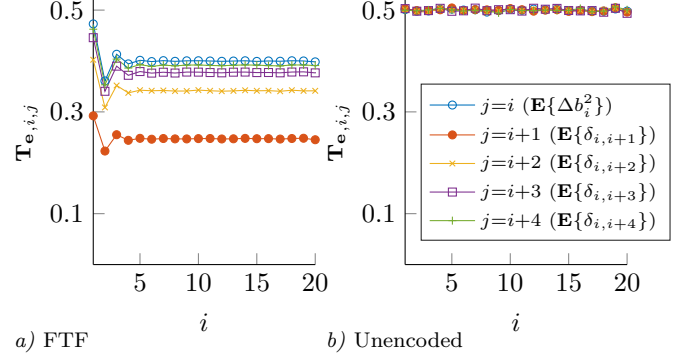 0.5
0.3
0.1
T_{e,i,j}
5 10 15 20
i
a) FTF
0.5
0.3
0.1
T_{e,i,j}
j=i (E{Δb_i^2})
j=i+1 (E{δ_{i,i+1}})
j=i+2 (E{δ_{i,i+2}})
j=i+3 (E{δ_{i,i+3}})
j=i+4 (E{δ_{i,i+4}})
5 10 15 20
i
b) Unencoded